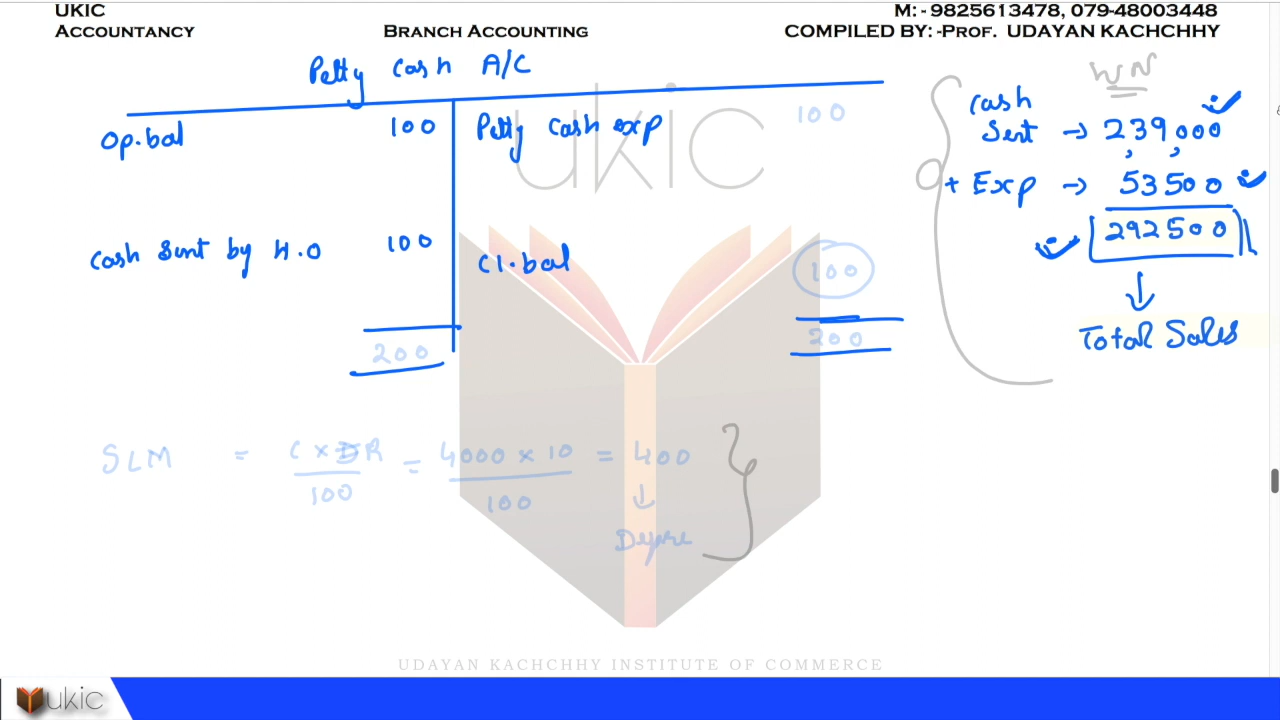 UKIC
ACCOUNTANCY
BRANCH ACCOUNTING
M: - 9825613478, 079-48003448
COMPILED BY: -PROF. UDAYAN KACHCHHY
Petty cash A/C
Op.bal 100 Petty cash exp 100
Cash Sent by H.O 100 Cl.bal 100
200 200
WN
Cash
Sent → 239,000
+ Exp → 53500
292500
↓
Total Sales
SLM = C × DR / 100 = 4000 × 10 / 100 = 400
↓
Depre
ukic
UDAYAN KACHCHHY INSTITUTE OF COMMERCE
ukic